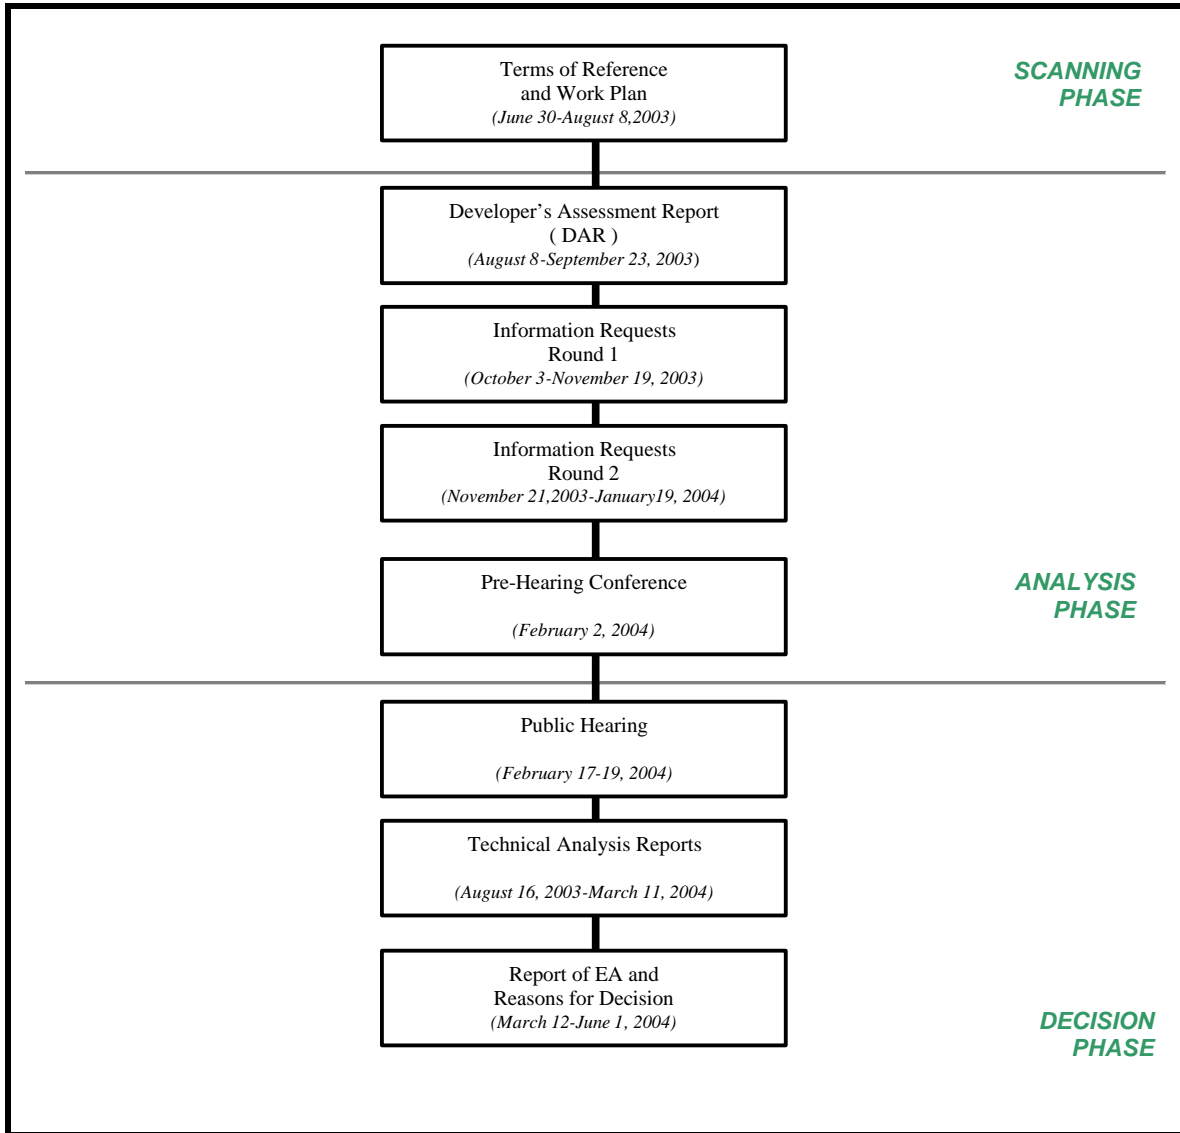 Terms of Reference
and Work Plan
(June 30-August 8,2003)
SCANNING
PHASE
Developer’s Assessment Report
( DAR )
(August 8-September 23, 2003)
Information Requests
Round 1
(October 3-November 19, 2003)
Information Requests
Round 2
(November 21,2003-January19, 2004)
Pre-Hearing Conference
(February 2, 2004)
ANALYSIS
PHASE
Public Hearing
(February 17-19, 2004)
Technical Analysis Reports
(August 16, 2003-March 11, 2004)
Report of EA and
Reasons for Decision
(March 12-June 1, 2004)
DECISION
PHASE